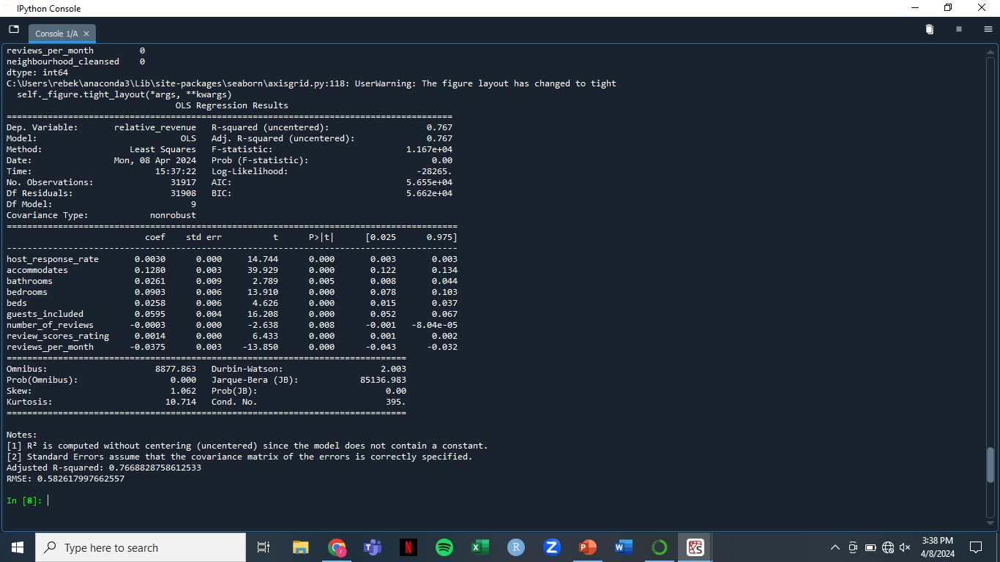 IPython Console
Console 1/A
reviews_per_month 0
neighbourhood_cleansed 0
dtype: int64
C:\Users\rebek\anaconda3\Lib\site-packages\seaborn\axisgrid.py:118: UserWarning: The figure layout has changed to tight
self._figure.tight_layout(*args, **kwargs)
OLS Regression Results
==============================================================================
Dep. Variable: relative_revenue R-squared (uncentered): 0.767
Model: OLS Adj. R-squared (uncentered): 0.767
Method: Least Squares F-statistic: 1.167e+04
Date: Mon, 08 Apr 2024 Prob (F-statistic): 0.00
Time: 15:37:22 Log-Likelihood: -28265.
No. Observations: 31917 AIC: 5.655e+04
Df Residuals: 31908 BIC: 5.662e+04
Df Model: 9
Covariance Type: nonrobust
==============================================================================
coef std err t P>|t| [0.025 0.975]
------------------------------------------------------------------------------
host_response_rate 0.0030 0.000 14.744 0.000 0.003 0.003
accommodates 0.1280 0.003 39.929 0.000 0.122 0.134
bathrooms 0.0261 0.009 2.789 0.005 0.008 0.044
bedrooms 0.0903 0.006 13.910 0.000 0.078 0.103
beds 0.0258 0.006 4.626 0.000 0.015 0.037
guests_included 0.0595 0.004 16.208 0.000 0.052 0.067
number_of_reviews -0.0003 0.000 -2.638 0.008 -0.001 -8.04e-05
review_scores_rating 0.0014 0.000 6.433 0.000 0.001 0.002
reviews_per_month -0.0375 0.003 -13.850 0.000 -0.043 -0.032
==============================================================================
Omnibus: 8877.863 Durbin-Watson: 2.003
Prob(Omnibus): 0.000 Jarque-Bera (JB): 85136.983
Skew: 1.062 Prob(JB): 0.00
Kurtosis: 10.714 Cond. No. 395.
==============================================================================
Notes:
[1] R² is computed without centering (uncentered) since the model does not contain a constant.
[2] Standard Errors assume that the covariance matrix of the errors is correctly specified.
Adjusted R-squared: 0.7668828758612533
RMSE: 0.582617997662557
In [8]:
Type here to search
3:38 PM
4/8/2024